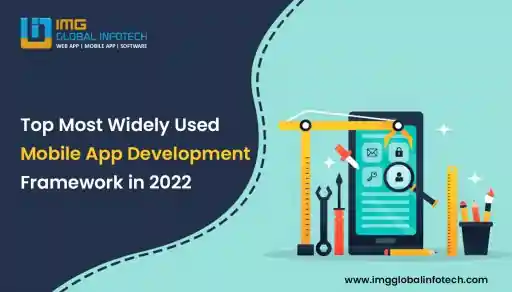 IMG
GLOBAL INFOTECH
WEB APP | MOBILE APP | SOFTWARE
Top Most Widely Used
Mobile App Development
Framework in 2022
www.imgglobalinfotech.com